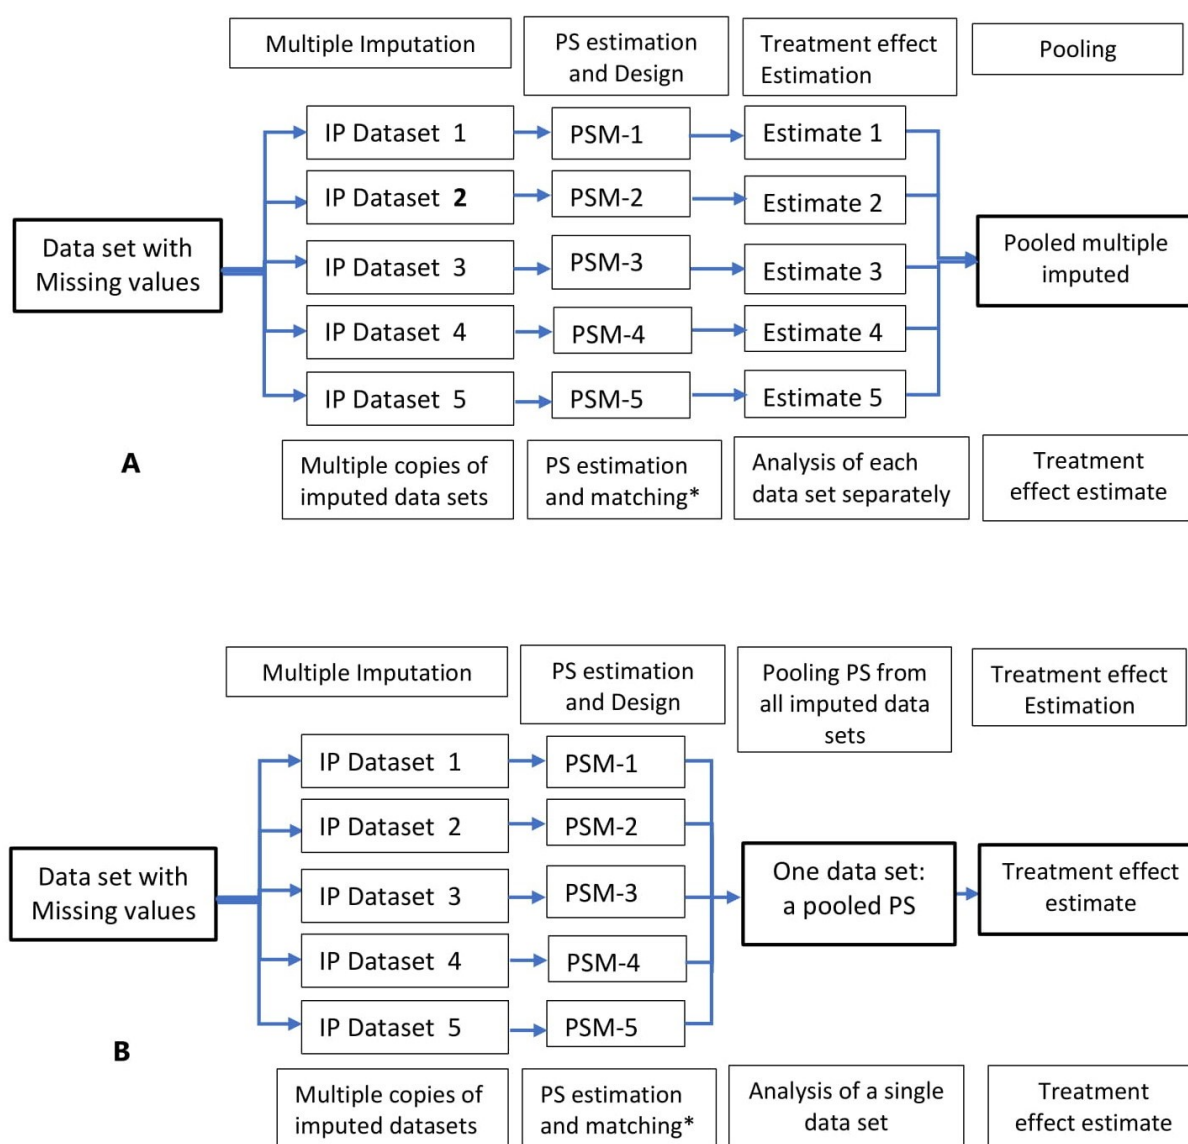 Multiple Imputation
PS estimation
and Design
Treatment effect
Estimation
Pooling
IP Dataset 1
PSM-1
Estimate 1
IP Dataset 2
PSM-2
Estimate 2
Data set with
Missing values
IP Dataset 3
PSM-3
Estimate 3
Pooled multiple
imputed
IP Dataset 4
PSM-4
Estimate 4
IP Dataset 5
PSM-5
Estimate 5
A
Multiple copies of
imputed data sets
PS estimation
and matching*
Analysis of each
data set separately
Treatment
effect estimate
Multiple Imputation
PS estimation
and Design
Pooling PS from
all imputed data
sets
Treatment effect
Estimation
IP Dataset 1
PSM-1
IP Dataset 2
PSM-2
Data set with
Missing values
IP Dataset 3
PSM-3
One data set:
a pooled PS
Treatment effect
estimate
IP Dataset 4
PSM-4
IP Dataset 5
PSM-5
B
Multiple copies of
imputed datasets
PS estimation
and matching*
Analysis of a single
data set
Treatment
effect estimate